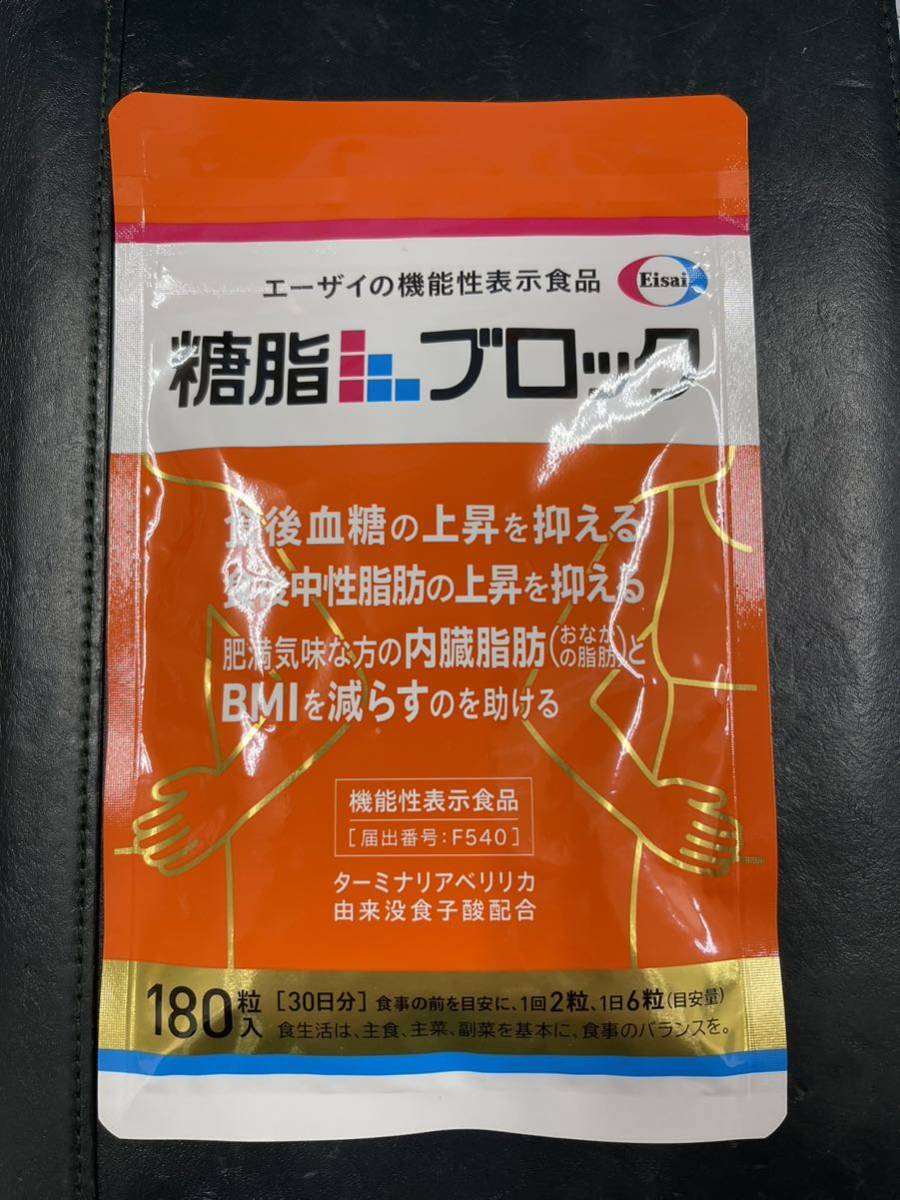 エーザイの機能性表示食品
Eisai
糖脂ブロック
食後血糖の上昇を抑える
食後中性脂肪の上昇を抑える
肥満気味な方の内臓脂肪(おなかの脂肪)と
BMIを減らすのを助ける
機能性表示食品
[届出番号:F540]
ターミナリアベリリカ
由来没食子酸配合
180粒入 [30日分] 食事の前を目安に、1回2粒、1日6粒(目安量)
食生活は、主食、主菜、副菜を基本に、食事のバランスを。